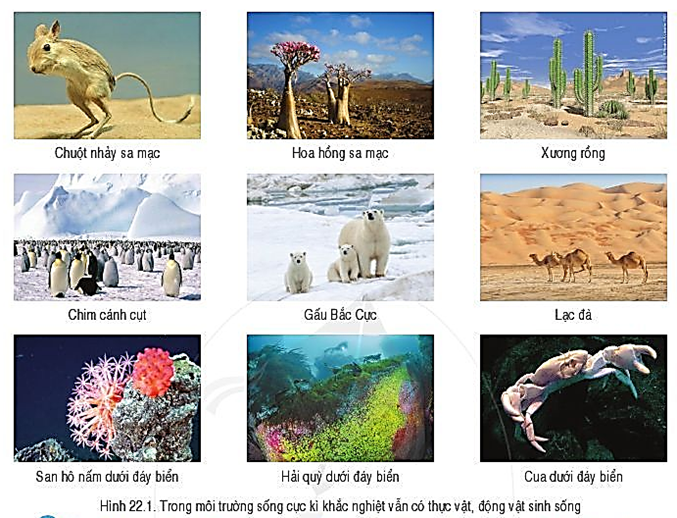 Chuột nhảy sa mạc
Hoa hồng sa mạc
Xương rồng
Chim cánh cụt
Gấu Bắc Cực
Lạc đà
San hô nấm dưới đáy biển
Hải quỳ dưới đáy biển
Cua dưới đáy biển
Hình 22.1. Trong môi trường sống cực kì khắc nghiệt vẫn có thực vật, động vật sinh sống